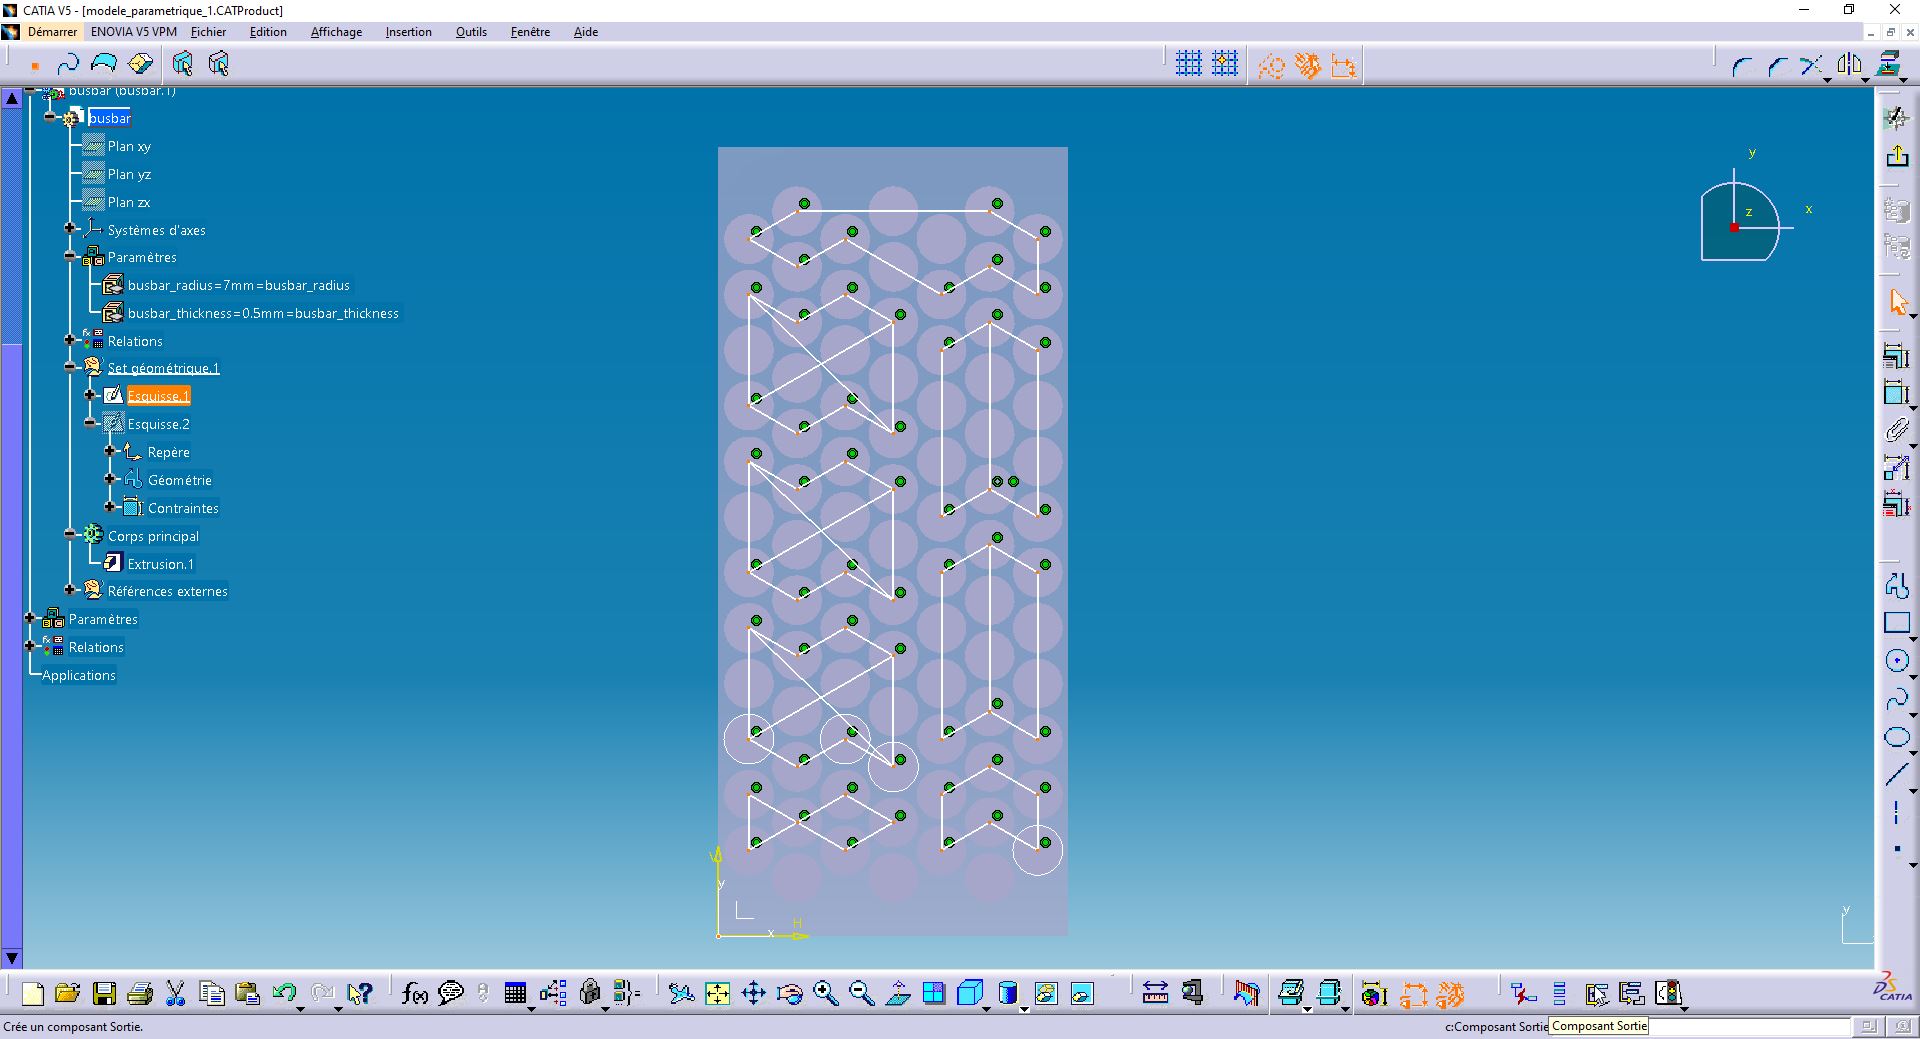 CATIA V5 - [modele_parametrique_1.CATProduct]
Démarrer ENOVIA V5 VPM Fichier Edition Affichage Insertion Outils Fenêtre Aide
busbar (busbar.1)
busbar
Plan xy
Plan yz
Plan zx
Systèmes d'axes
Paramètres
busbar_radius=7mm=busbar_radius
busbar_thickness=0.5mm=busbar_thickness
Relations
Set géométrique.1
Esquisse.1
Esquisse.2
Repère
Géométrie
Contraintes
Corps principal
Extrusion.1
Références externes
Paramètres
Relations
Applications
y
x
z
y
H
x
y
f(x)
DS CATIA
Crée un composant Sortie.
c:Composant Sortie
Composant Sortie